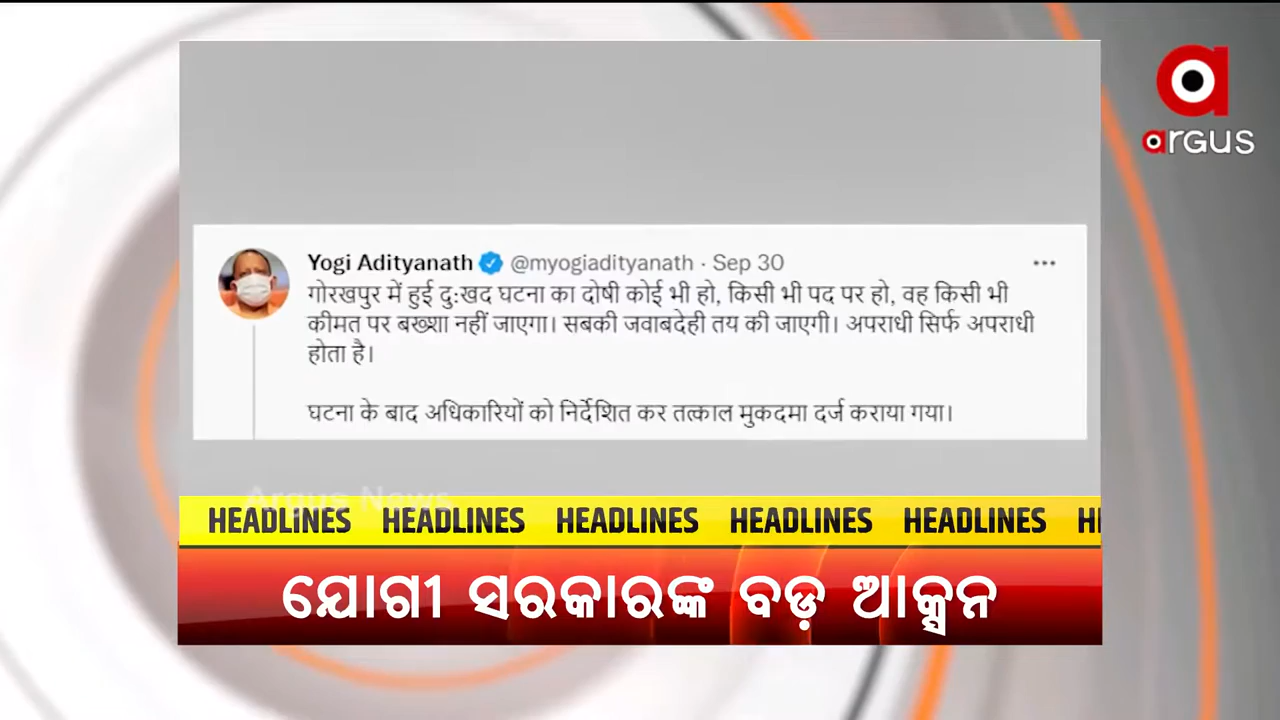 argus
Yogi Adityanath @myogiadityanath · Sep 30
गोरखपुर में हुई दुःखद घटना का दोषी कोई भी हो, किसी भी पद पर हो, वह किसी भी
कीमत पर बख्शा नहीं जाएगा। सबकी जवाबदेही तय की जाएगी। अपराधी सिर्फ अपराधी
होता है।
घटना के बाद अधिकारियों को निर्देशित कर तत्काल मुकदमा दर्ज कराया गया।
Argus News
HEADLINES HEADLINES HEADLINES HEADLINES HEADLINES
ଯୋଗୀ ସରକାରଙ୍କ ବଡ଼ ଆକ୍ସନ